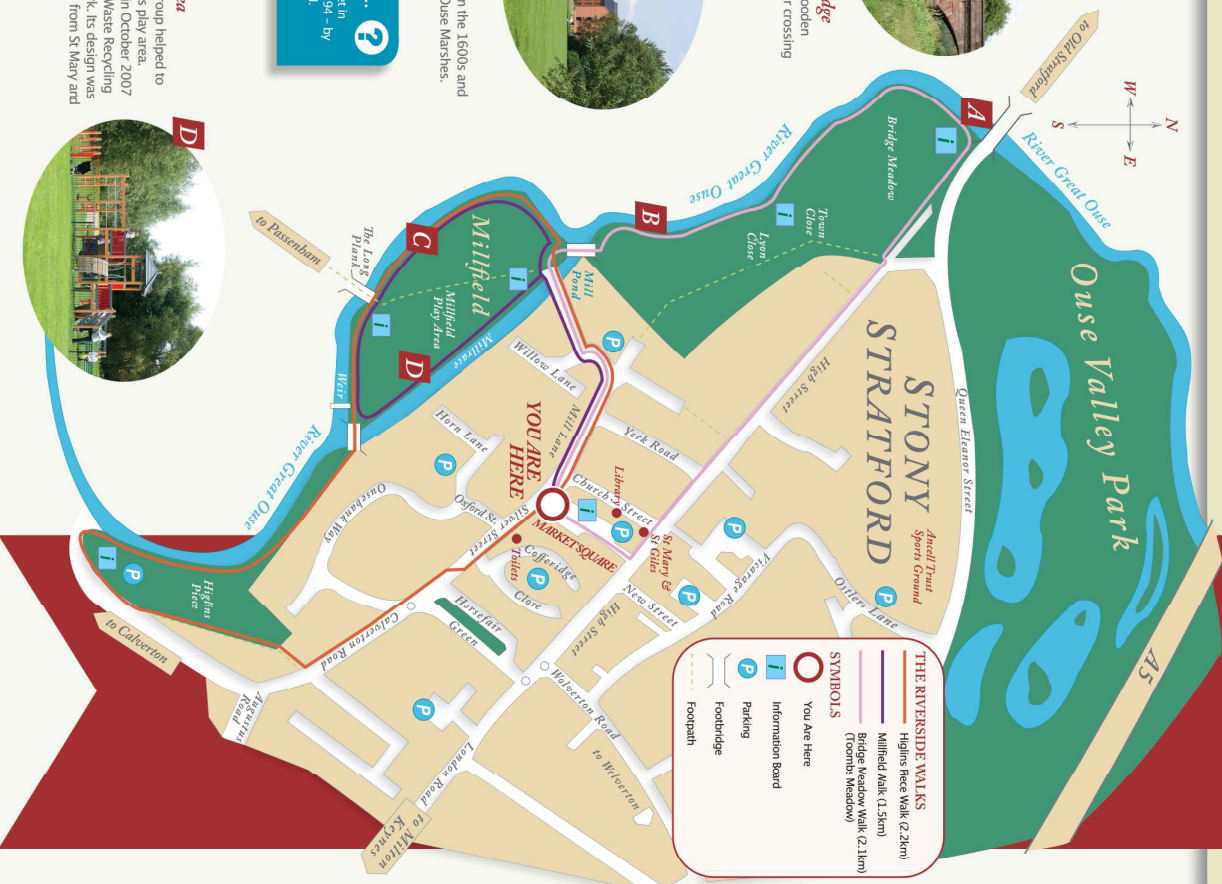 dge
ooden
r crossing
n the 1600s and
Ouse Marshes.
...
?
et in
94 – by
d.
ea
roup helped to
s play area.
in October 2007
Waste Recycling
k. Its design was
from St Mary and
D
to Old Stratford
N
W
E
S
A
River Great Ouse
Ouse Valley Park
A5
Bridge Meadow
i
River Great Ouse
Town
Close
Lyon
Close
i
B
STONY
STRATFORD
Queen Eleanor Street
Ancell Trust
Sports Ground
High Street
Mill
Pond
Millfield
C
The Long
Plank
to Passenham
i
Millfield
Play Area
i
D
Millrace
Weir
River Great Ouse
Willow Lane
P
Mill Lane
York Road
Horn Lane
P
YOU ARE
HERE
Church Street
Library
i
P
St Mary &
St Giles
MARKET SQUARE
Silver Street
Oxford St
Toilets
Cofferidge
Close
P
Ousebank Way
P
Vicarage Road
P
New Street
Ostlers Lane
P
High Street
Horsefair
Green
Calverton Road
Higlins
Piece
i
P
to Calverton
Augustus
Road
P
Wolverton Road
to Wolverton
London Road
to Milton
Keynes
THE RIVERSIDE WALKS
Higlins Piece Walk (2.2km)
Millfield Walk (1.5km)
Bridge Meadow Walk (2.1km)
(Toombs Meadow)
SYMBOLS
You Are Here
i Information Board
P Parking
Footbridge
Footpath